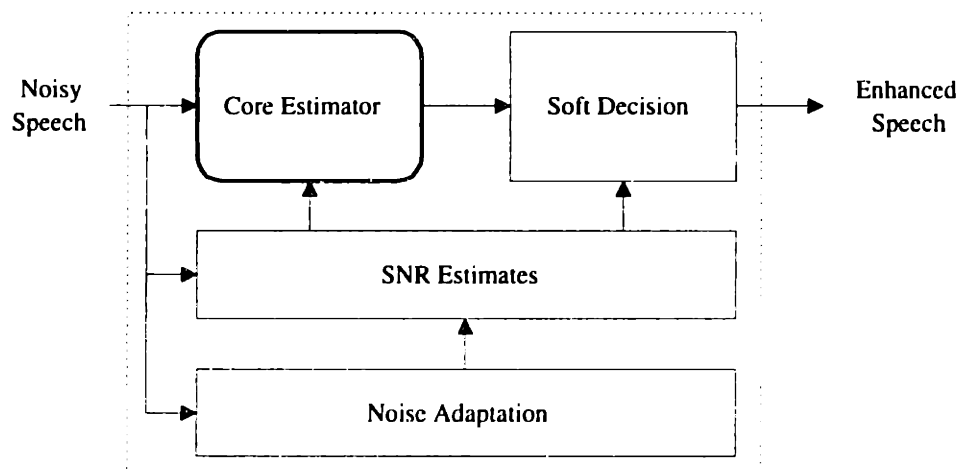 Noisy
Speech
Core Estimator
Soft Decision
Enhanced
Speech
SNR Estimates
Noise Adaptation